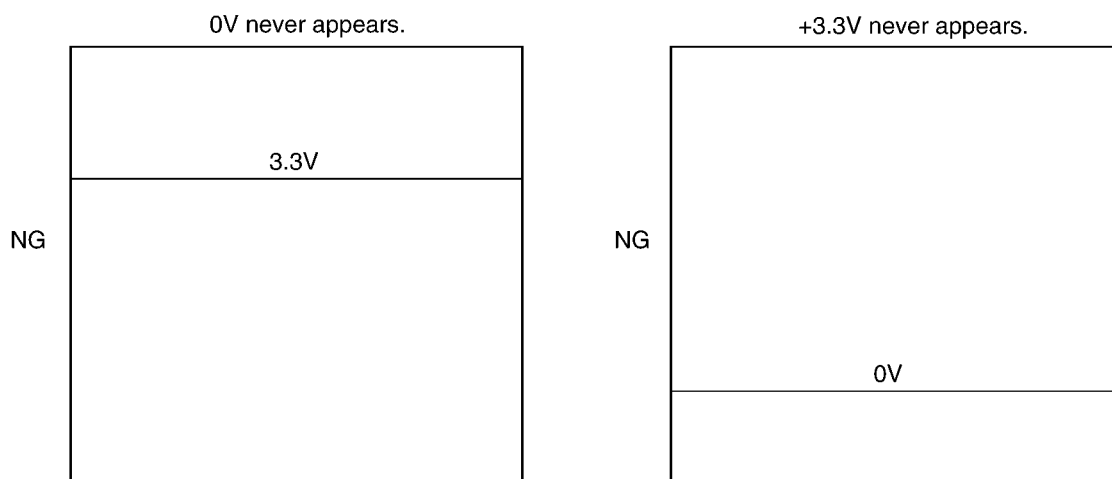 0V never appears.
3.3V
NG
+3.3V never appears.
NG
0V